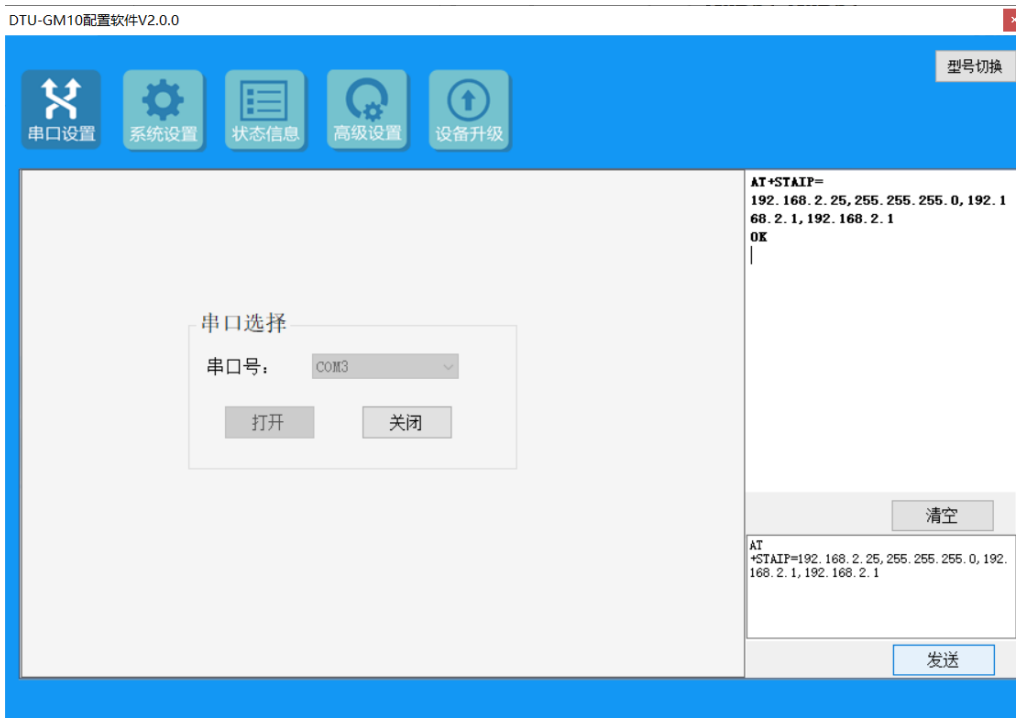 DTU-GM10配置软件V2.0.0
型号切换
串口设置
系统设置
状态信息
高级设置
设备升级
AT+STAIP=
192.168.2.25,255.255.255.0,192.1
68.2.1,192.168.2.1
OK
串口选择
串口号：
COM3
打开
关闭
清空
AT
+STAIP=192.168.2.25,255.255.255.0,192.
168.2.1,192.168.2.1
发送